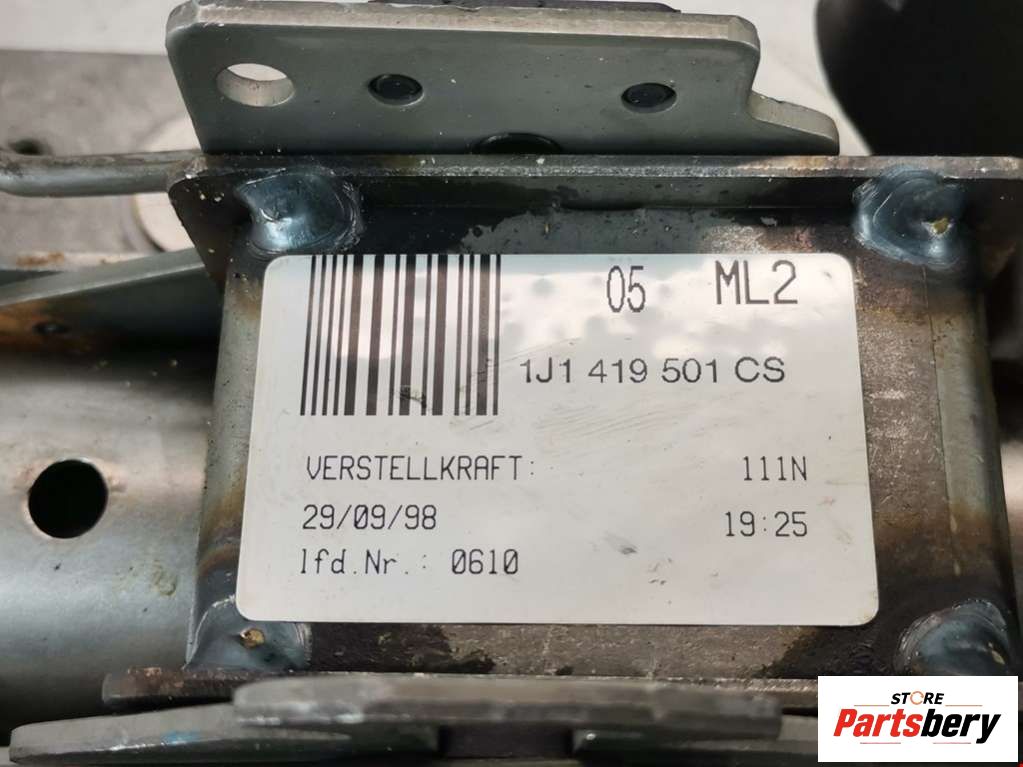 05 ML2
1J1 419 501 CS
VERSTELLKRAFT: 111N
29/09/98 19:25
lfd.Nr.: 0610
STORE
Partsbery